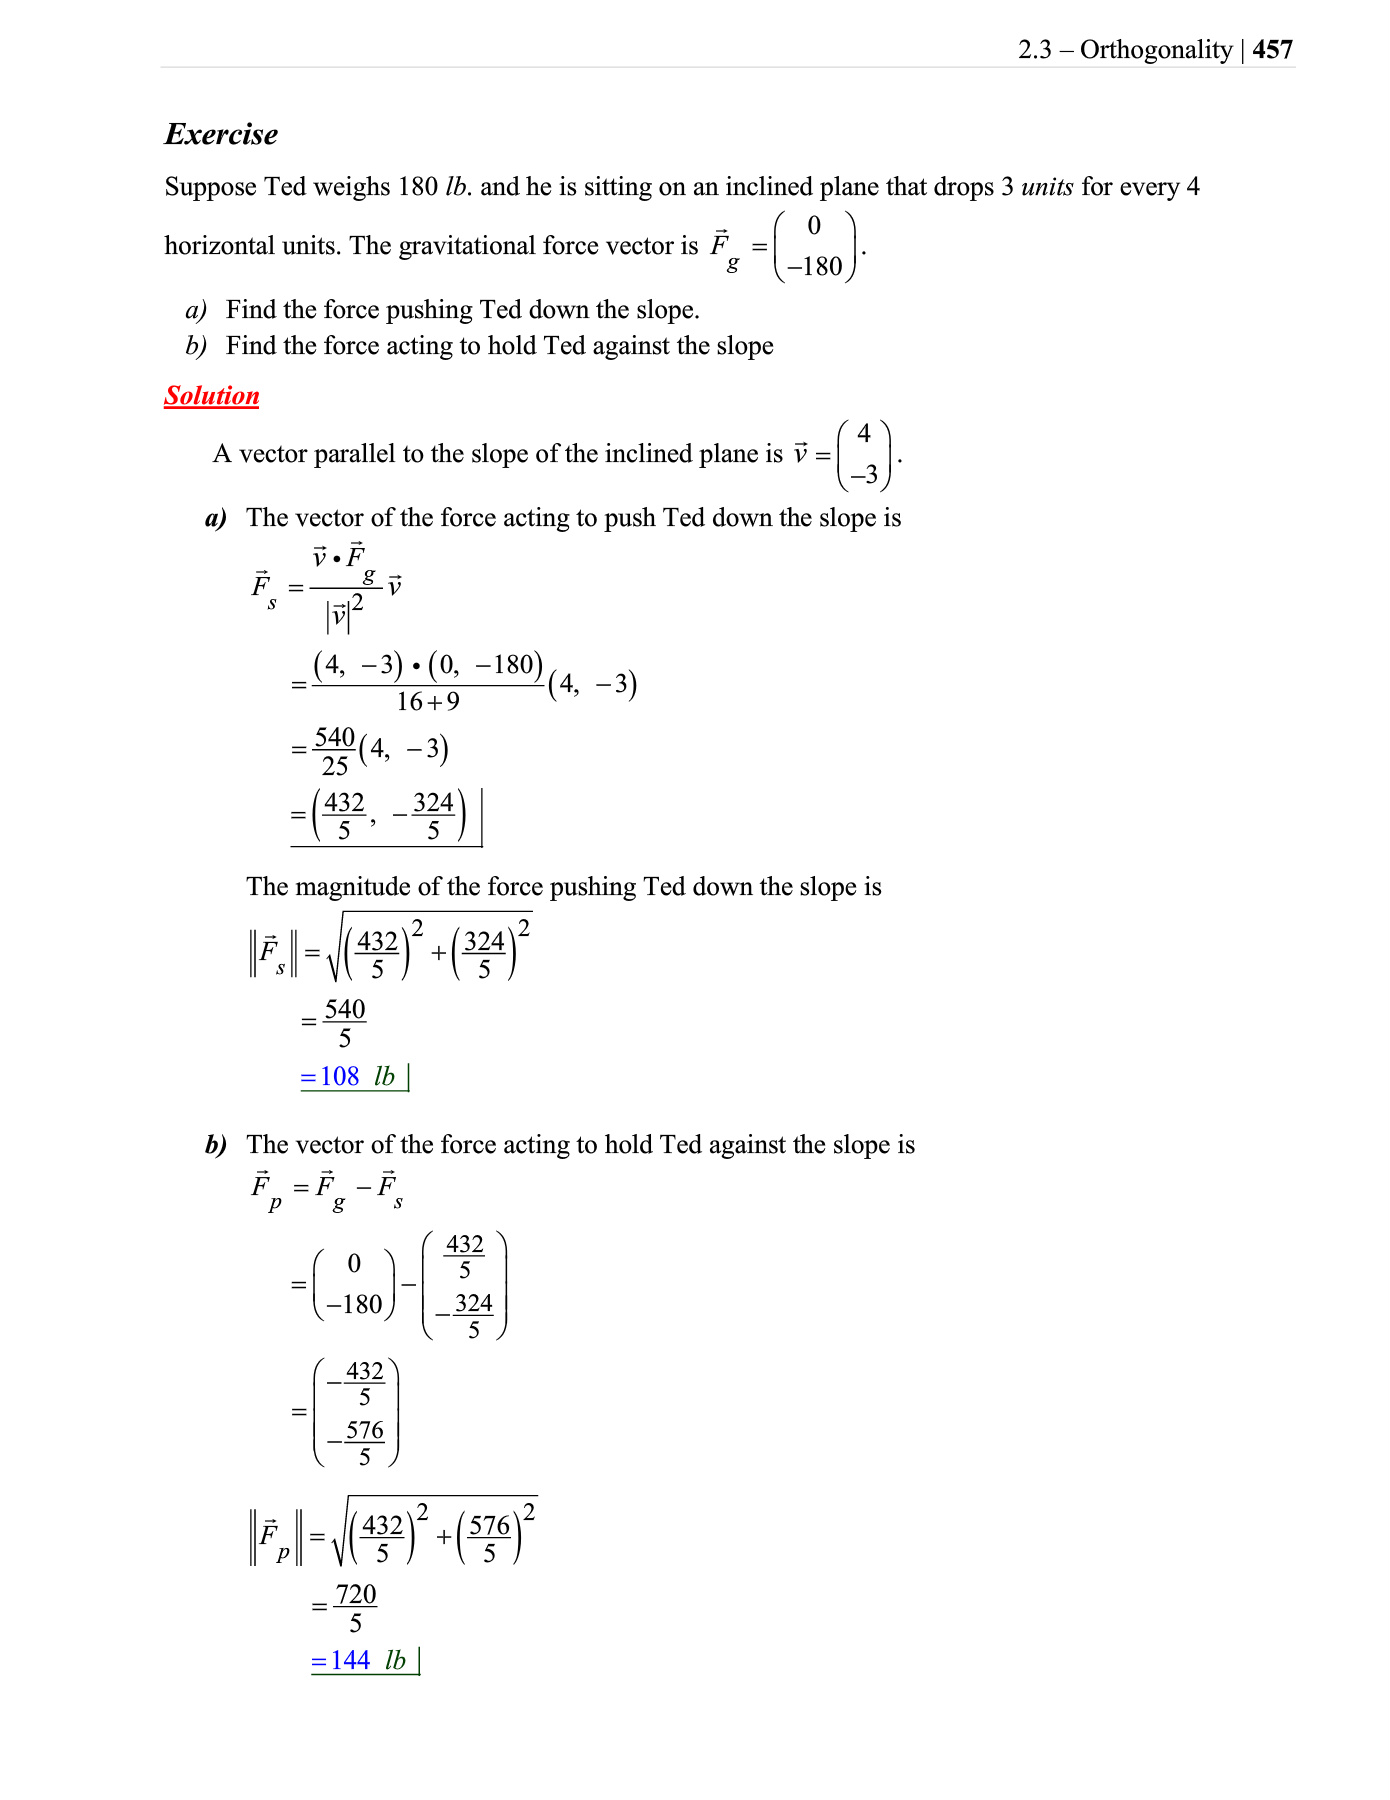 2.3 – Orthogonality | 457
Exercise
Suppose Ted weighs 180 lb. and he is sitting on an inclined plane that drops 3 units for every 4
horizontal units. The gravitational force vector is $\vec{F}_g = \begin{pmatrix} 0 \\ -180 \end{pmatrix}$.
a) Find the force pushing Ted down the slope.
b) Find the force acting to hold Ted against the slope
Solution
A vector parallel to the slope of the inclined plane is $\vec{v} = \begin{pmatrix} 4 \\ -3 \end{pmatrix}$.
a) The vector of the force acting to push Ted down the slope is
$\vec{F}_s = \frac{\vec{v} \bullet \vec{F}_g}{|\vec{v}|^2} \vec{v}$
$= \frac{(4, \ -3) \bullet (0, \ -180)}{16+9} (4, \ -3)$
$= \frac{540}{25} (4, \ -3)$
$= \left( \frac{432}{5}, \ -\frac{324}{5} \right) |$
The magnitude of the force pushing Ted down the slope is
$\|\vec{F}_s\| = \sqrt{\left(\frac{432}{5}\right)^2 + \left(\frac{324}{5}\right)^2}$
$= \frac{540}{5}$
$= 108 \ lb \ |$
b) The vector of the force acting to hold Ted against the slope is
$\vec{F}_p = \vec{F}_g - \vec{F}_s$
$= \begin{pmatrix} 0 \\ -180 \end{pmatrix} - \begin{pmatrix} \frac{432}{5} \\ -\frac{324}{5} \end{pmatrix}$
$= \begin{pmatrix} -\frac{432}{5} \\ -\frac{576}{5} \end{pmatrix}$
$\|\vec{F}_p\| = \sqrt{\left(\frac{432}{5}\right)^2 + \left(\frac{576}{5}\right)^2}$
$= \frac{720}{5}$
$= 144 \ lb \ |$